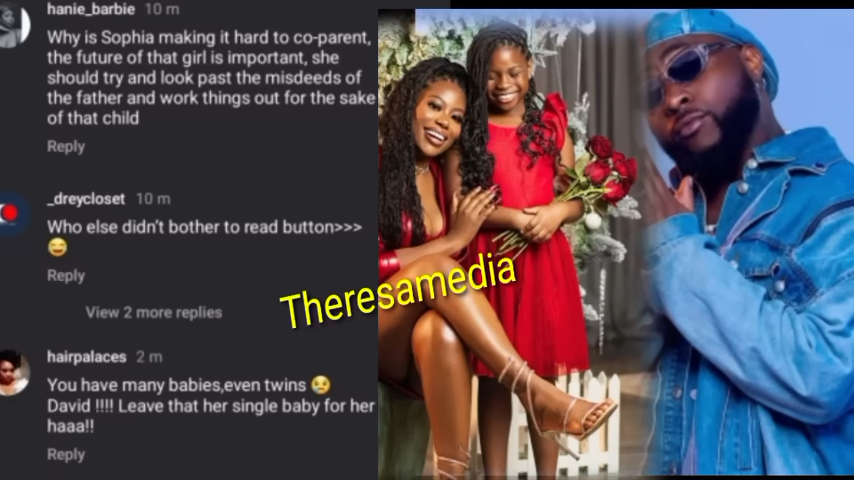 hanie_barbie 10 m
Why is Sophia making it hard to co-parent,
the future of that girl is important, she
should try and look past the misdeeds of
the father and work things out for the sake
of that child
Reply
_dreycloset 10 m
Who else didn't bother to read button>>>
😅
Reply
View 2 more replies
hairpalaces 2 m
You have many babies,even twins 😢
David !!!! Leave that her single baby for her
haaa!!
Reply
Theresamedia